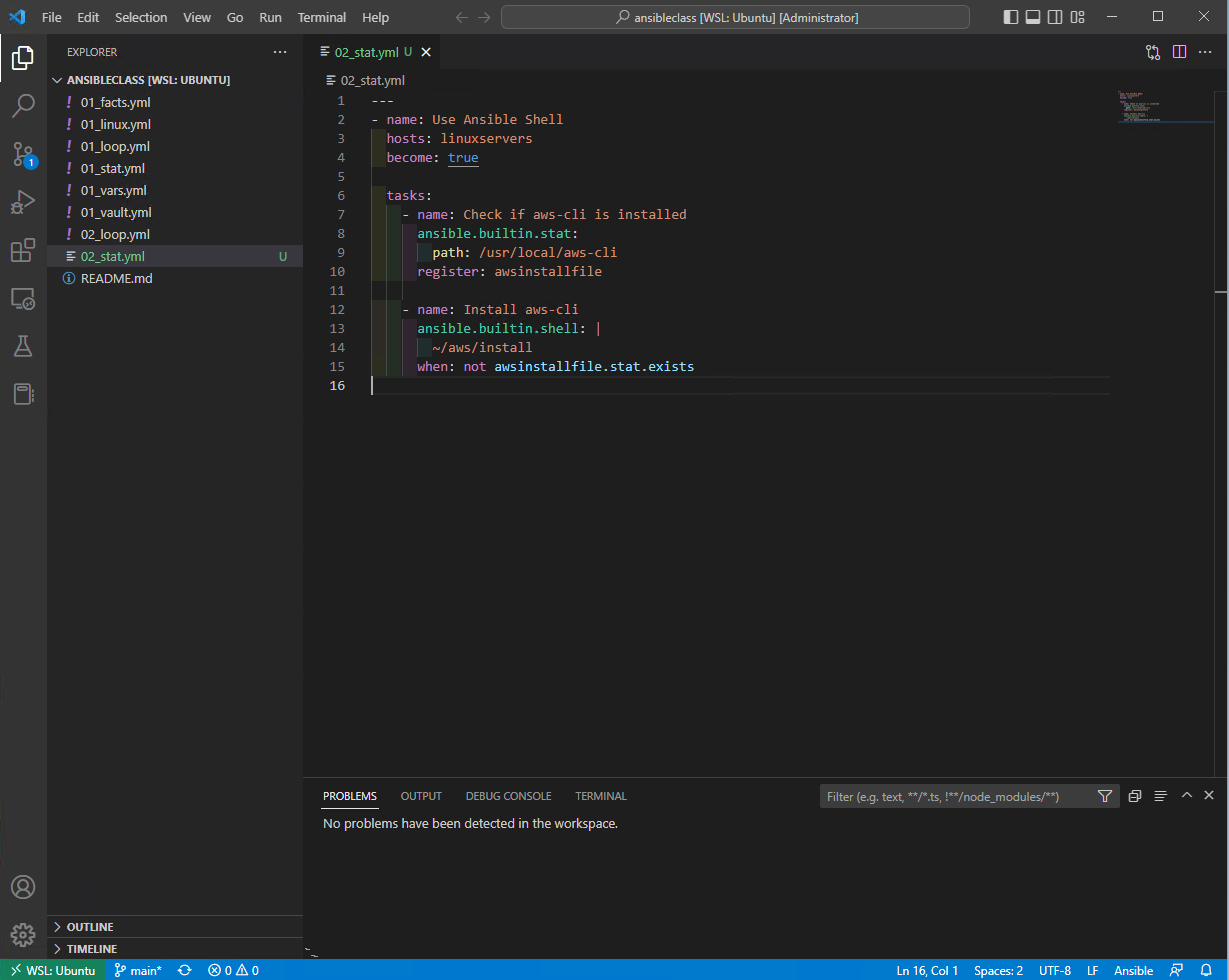 File Edit Selection View Go Run Terminal Help
ansibleclass [WSL: Ubuntu] [Administrator]
EXPLORER
ANSIBLECLASS [WSL: UBUNTU]
! 01_facts.yml
! 01_linux.yml
! 01_loop.yml
! 01_stat.yml
! 01_vars.yml
! 01_vault.yml
! 02_loop.yml
02_stat.yml U
README.md
OUTLINE
TIMELINE
1
02_stat.yml U
02_stat.yml
1 ---
2 - name: Use Ansible Shell
3 hosts: linuxservers
4 become: true
5
6 tasks:
7 - name: Check if aws-cli is installed
8 ansible.builtin.stat:
9 path: /usr/local/aws-cli
10 register: awsinstallfile
11
12 - name: Install aws-cli
13 ansible.builtin.shell: |
14 ~/aws/install
15 when: not awsinstallfile.stat.exists
16
PROBLEMS OUTPUT DEBUG CONSOLE TERMINAL
Filter (e.g. text, **/*.ts, !**/node_modules/**)
No problems have been detected in the workspace.
WSL: Ubuntu main* 0 0 Ln 16, Col 1 Spaces: 2 UTF-8 LF Ansible